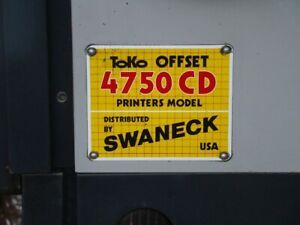 ToKo OFFSET
4750 CD
PRINTERS MODEL
DISTRIBUTED
BY SWANECK
USA